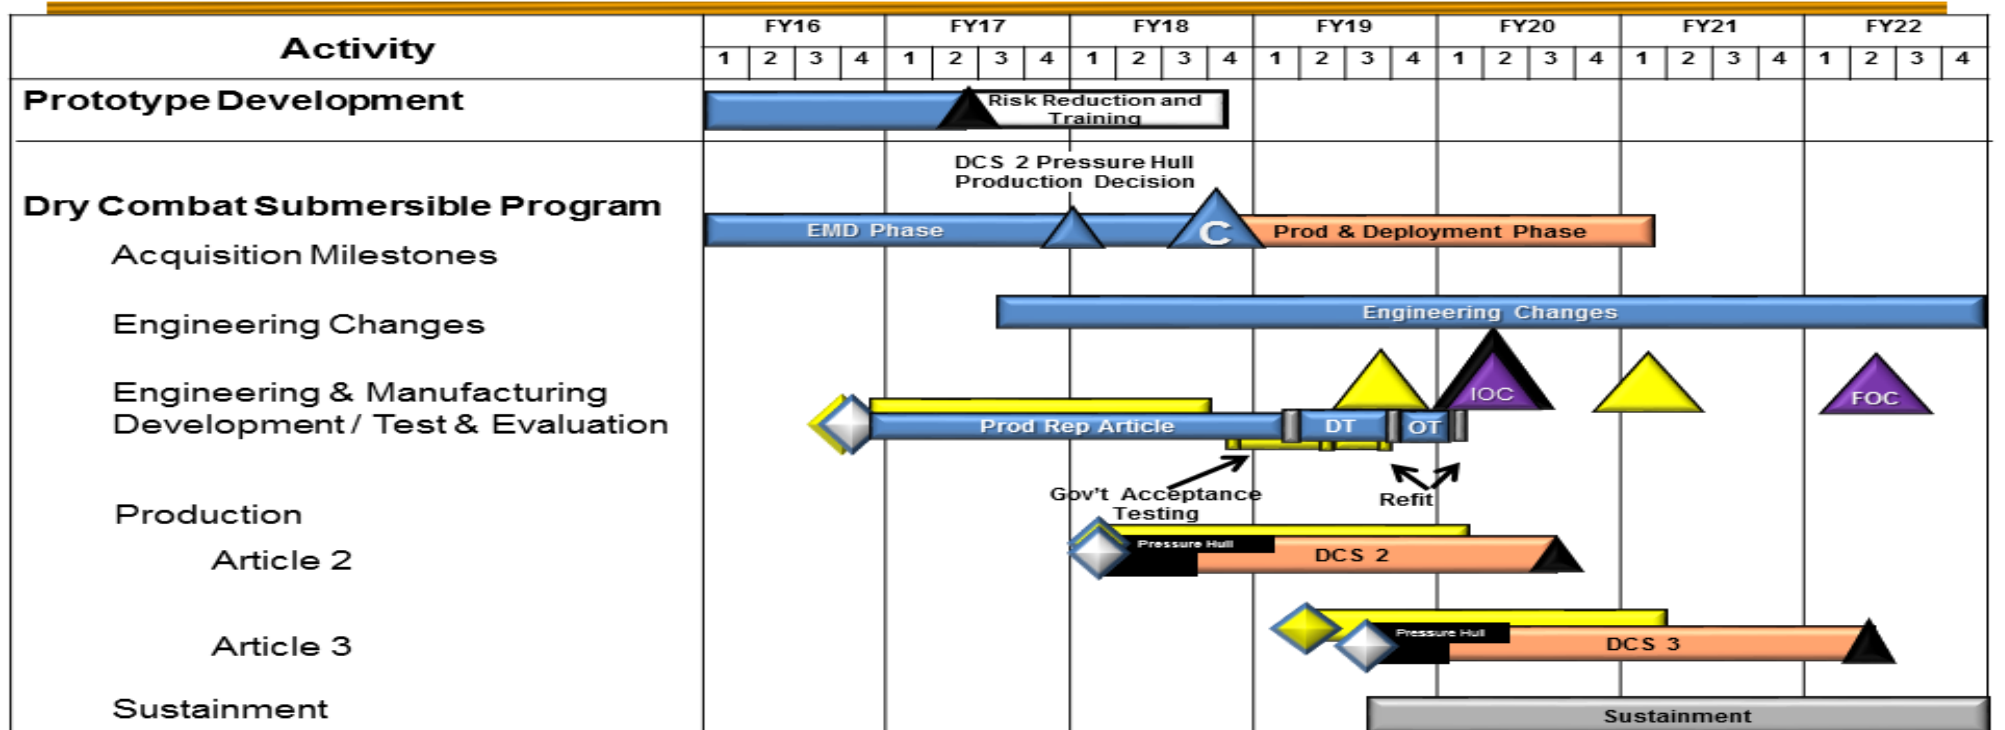 Activity
FY16 FY17 FY18 FY19 FY20 FY21 FY22
1 2 3 4 1 2 3 4 1 2 3 4 1 2 3 4 1 2 3 4 1 2 3 4 1 2 3 4
Prototype Development
Risk Reduction and
Training
DCS 2 Pressure Hull
Production Decision
Dry Combat Submersible Program
EMD Phase
C
Prod & Deployment Phase
Acquisition Milestones
Engineering Changes
Engineering Changes
IOC
FOC
Engineering & Manufacturing
Development / Test & Evaluation
Prod Rep Article
DT
OT
Gov't Acceptance
Testing
Refit
Production
Pressure Hull
Article 2
DCS 2
Pressure Hull
Article 3
DCS 3
Sustainment
Sustainment